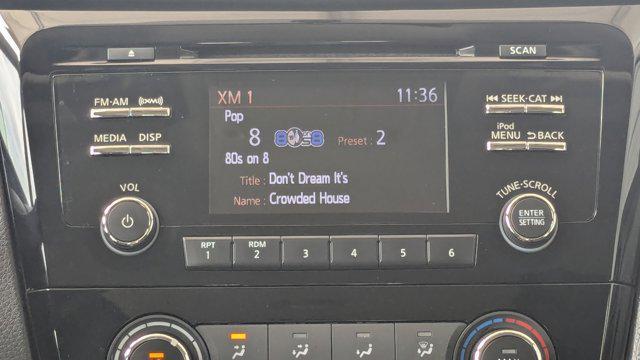 SCAN
XM 1 11:36
Pop
8 Preset : 2
80s on 8
Title : Don't Dream It's
Name : Crowded House
FM·AM ((XM))
MEDIA DISP
VOL
SEEK·CAT
iPod
MENU BACK
TUNE·SCROLL
ENTER
SETTING
RPT RDM
1 2 3 4 5 6